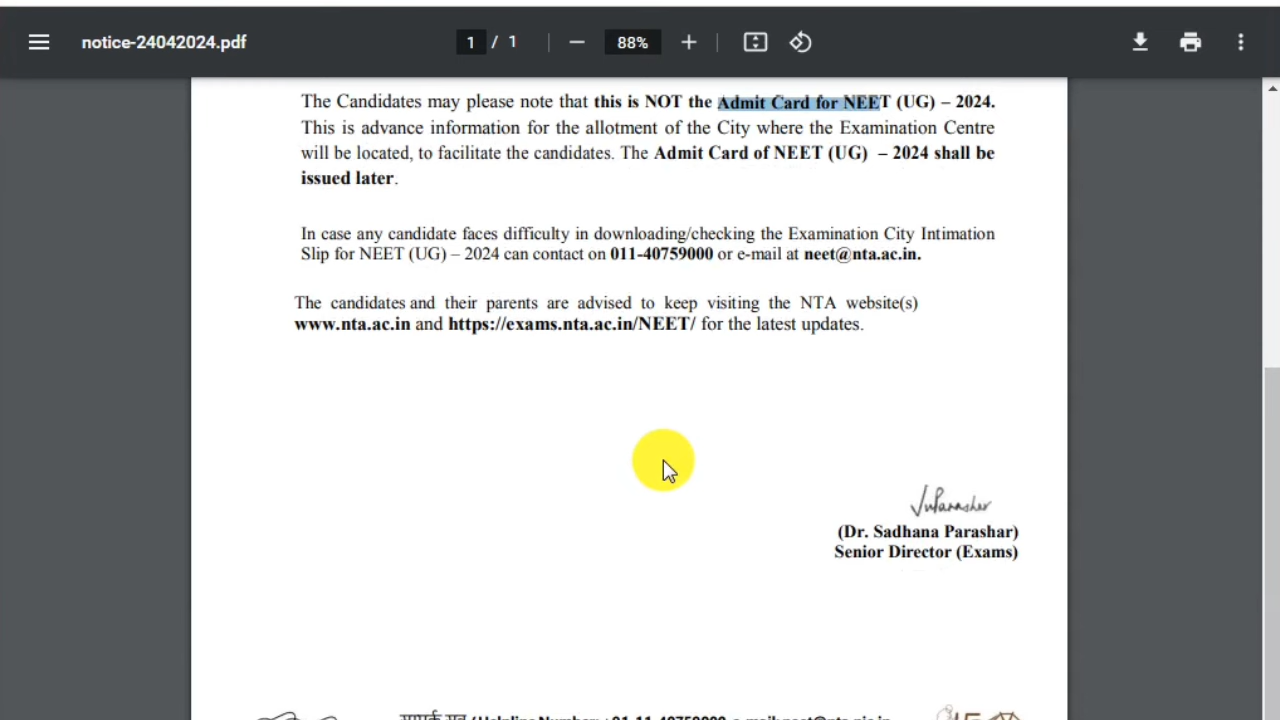 notice-24042024.pdf
1 / 1
88%
The Candidates may please note that this is NOT the Admit Card for NEET (UG) – 2024.
This is advance information for the allotment of the City where the Examination Centre
will be located, to facilitate the candidates. The Admit Card of NEET (UG) – 2024 shall be
issued later.
In case any candidate faces difficulty in downloading/checking the Examination City Intimation
Slip for NEET (UG) – 2024 can contact on 011-40759000 or e-mail at neet@nta.ac.in.
The candidates and their parents are advised to keep visiting the NTA website(s)
www.nta.ac.in and https://exams.nta.ac.in/NEET/ for the latest updates.
(Dr. Sadhana Parashar)
Senior Director (Exams)